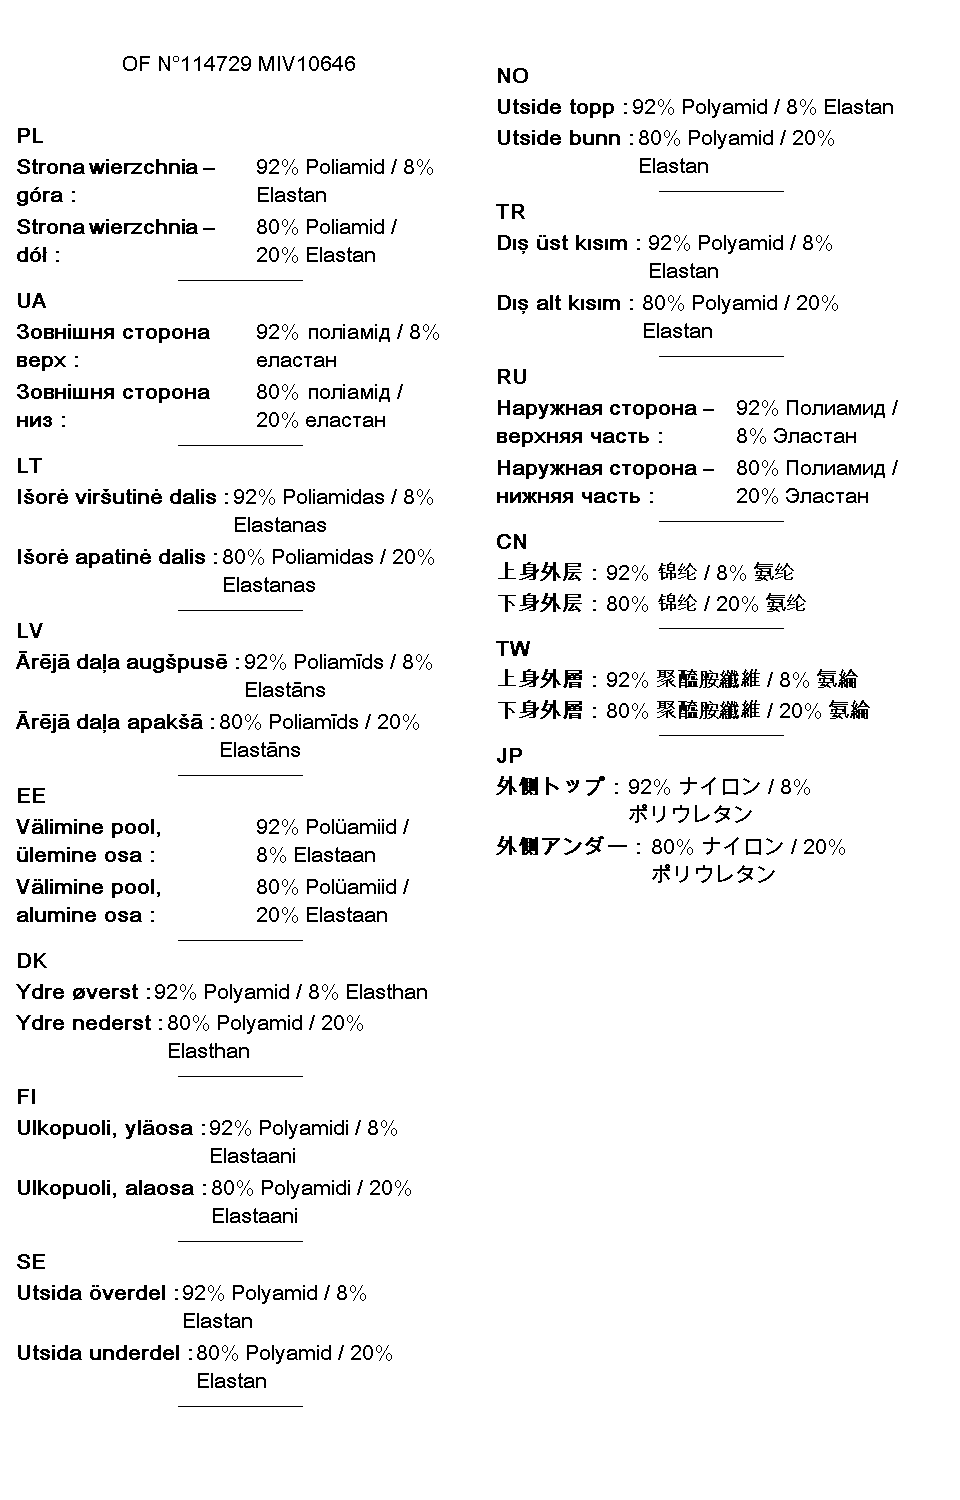 OF N°114729 MIV10646
PL
Strona wierzchnia – góra : 92% Poliamid / 8% Elastan
Strona wierzchnia – dół : 80% Poliamid / 20% Elastan
UA
Зовнішня сторона верх : 92% поліамід / 8% еластан
Зовнішня сторона низ : 80% поліамід / 20% еластан
LT
Išorė viršutinė dalis : 92% Poliamidas / 8%
Elastanas
Išorė apatinė dalis : 80% Poliamidas / 20%
Elastanas
LV
Ārējā daļa augšpusē : 92% Poliamīds / 8%
Elastāns
Ārējā daļa apakšā : 80% Poliamīds / 20%
Elastāns
EE
Välimine pool, ülemine osa : 92% Polüamiid / 8% Elastaan
Välimine pool, alumine osa : 80% Polüamiid / 20% Elastaan
DK
Ydre øverst : 92% Polyamid / 8% Elasthan
Ydre nederst : 80% Polyamid / 20%
Elasthan
FI
Ulkopuoli, yläosa : 92% Polyamidi / 8%
Elastaani
Ulkopuoli, alaosa : 80% Polyamidi / 20%
Elastaani
SE
Utsida överdel : 92% Polyamid / 8%
Elastan
Utsida underdel : 80% Polyamid / 20%
Elastan
NO
Utside topp : 92% Polyamid / 8% Elastan
Utside bunn : 80% Polyamid / 20%
Elastan
TR
Dış üst kısım : 92% Polyamid / 8%
Elastan
Dış alt kısım : 80% Polyamid / 20%
Elastan
RU
Наружная сторона – верхняя часть : 92% Полиамид / 8% Эластан
Наружная сторона – нижняя часть : 80% Полиамид / 20% Эластан
CN
上身外层 : 92% 锦纶 / 8% 氨纶
下身外层 : 80% 锦纶 / 20% 氨纶
TW
上身外層 : 92% 聚醯胺纖維 / 8% 氨綸
下身外層 : 80% 聚醯胺纖維 / 20% 氨綸
JP
外側トップ : 92% ナイロン / 8%
ポリウレタン
外側アンダー : 80% ナイロン / 20%
ポリウレタン